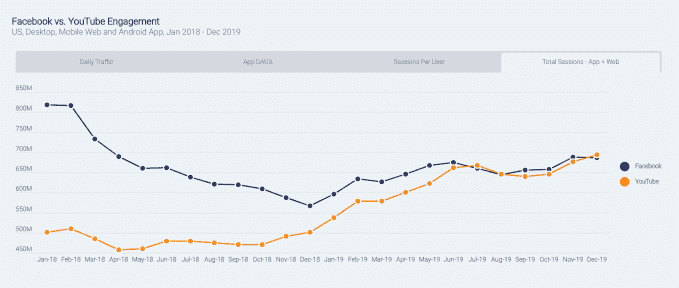 Facebook vs. YouTube Engagement
US, Desktop, Mobile Web and Android App, Jan 2018 - Dec 2019
Daily Traffic App DAU's Sessions Per User Total Sessions - App + Web
850M
800M
750M
700M
650M
600M
550M
500M
450M
Facebook
YouTube
Jan-18 Feb-18 Mar-18 Apr-18 May-18 Jun-18 Jul-18 Aug-18 Sep-18 Oct-18 Nov-18 Dec-18 Jan-19 Feb-19 Mar-19 Apr-19 May-19 Jun-19 Jul-19 Aug-19 Sep-19 Oct-19 Nov-19 Dec-19